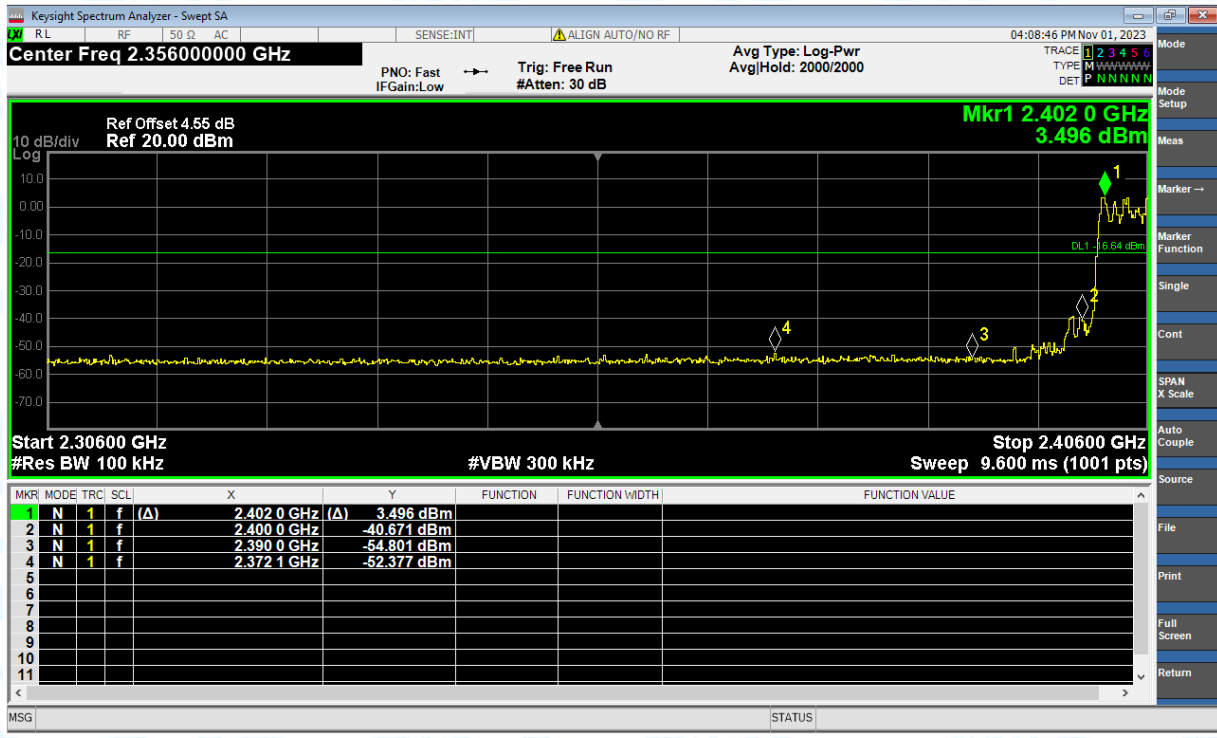 Keysight Spectrum Analyzer - Swept SA
LXI RL RF 50 Ω AC SENSE:INT ALIGN AUTO/NO RF 04:08:46 PM Nov 01, 2023
Center Freq 2.356000000 GHz
PNO: Fast
IFGain:Low
Trig: Free Run
#Atten: 30 dB
Avg Type: Log-Pwr
Avg|Hold: 2000/2000
TRACE 1 2 3 4 5 6
TYPE M WWWWW
DET P N N N N N
Mkr1 2.402 0 GHz
3.496 dBm
Ref Offset 4.55 dB
10 dB/div Ref 20.00 dBm
Log
10.0
0.00
-10.0
-20.0
-30.0
-40.0
-50.0
-60.0
-70.0
1
DL1 -16.64 dBm
2
3
4
Start 2.30600 GHz Stop 2.40600 GHz
#Res BW 100 kHz #VBW 300 kHz Sweep 9.600 ms (1001 pts)
MKR MODE TRC SCL X Y FUNCTION FUNCTION WIDTH FUNCTION VALUE
1 N 1 f (Δ) 2.402 0 GHz (Δ) 3.496 dBm
2 N 1 f 2.400 0 GHz -40.671 dBm
3 N 1 f 2.390 0 GHz -54.801 dBm
4 N 1 f 2.372 1 GHz -52.377 dBm
5
6
7
8
9
10
11
MSG STATUS
Mode
Mode
Setup
Meas
Marker →
Marker
Function
Single
Cont
SPAN
X Scale
Auto
Couple
Source
File
Print
Full
Screen
Return